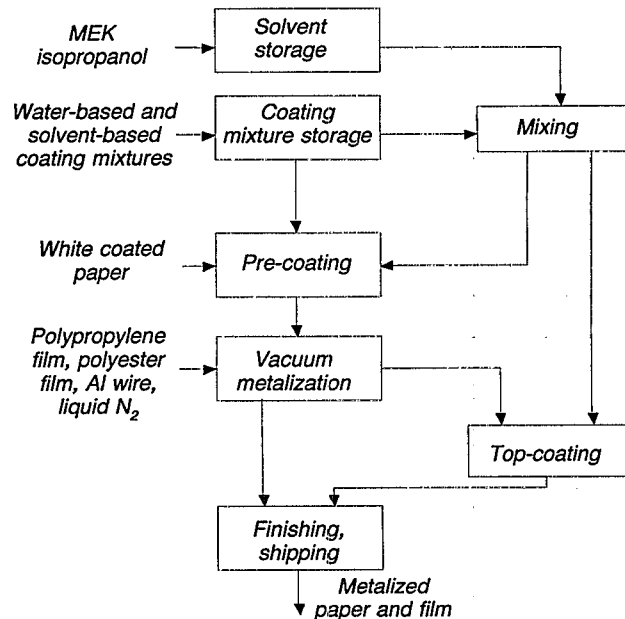 MEK
isopropanol
Solvent
storage
Water-based and
solvent-based
coating mixtures
Coating
mixture storage
Mixing
White coated
paper
Pre-coating
Polypropylene
film, polyester
film, Al wire,
liquid N₂
Vacuum
metalization
Top-coating
Finishing,
shipping
Metalized
paper and film